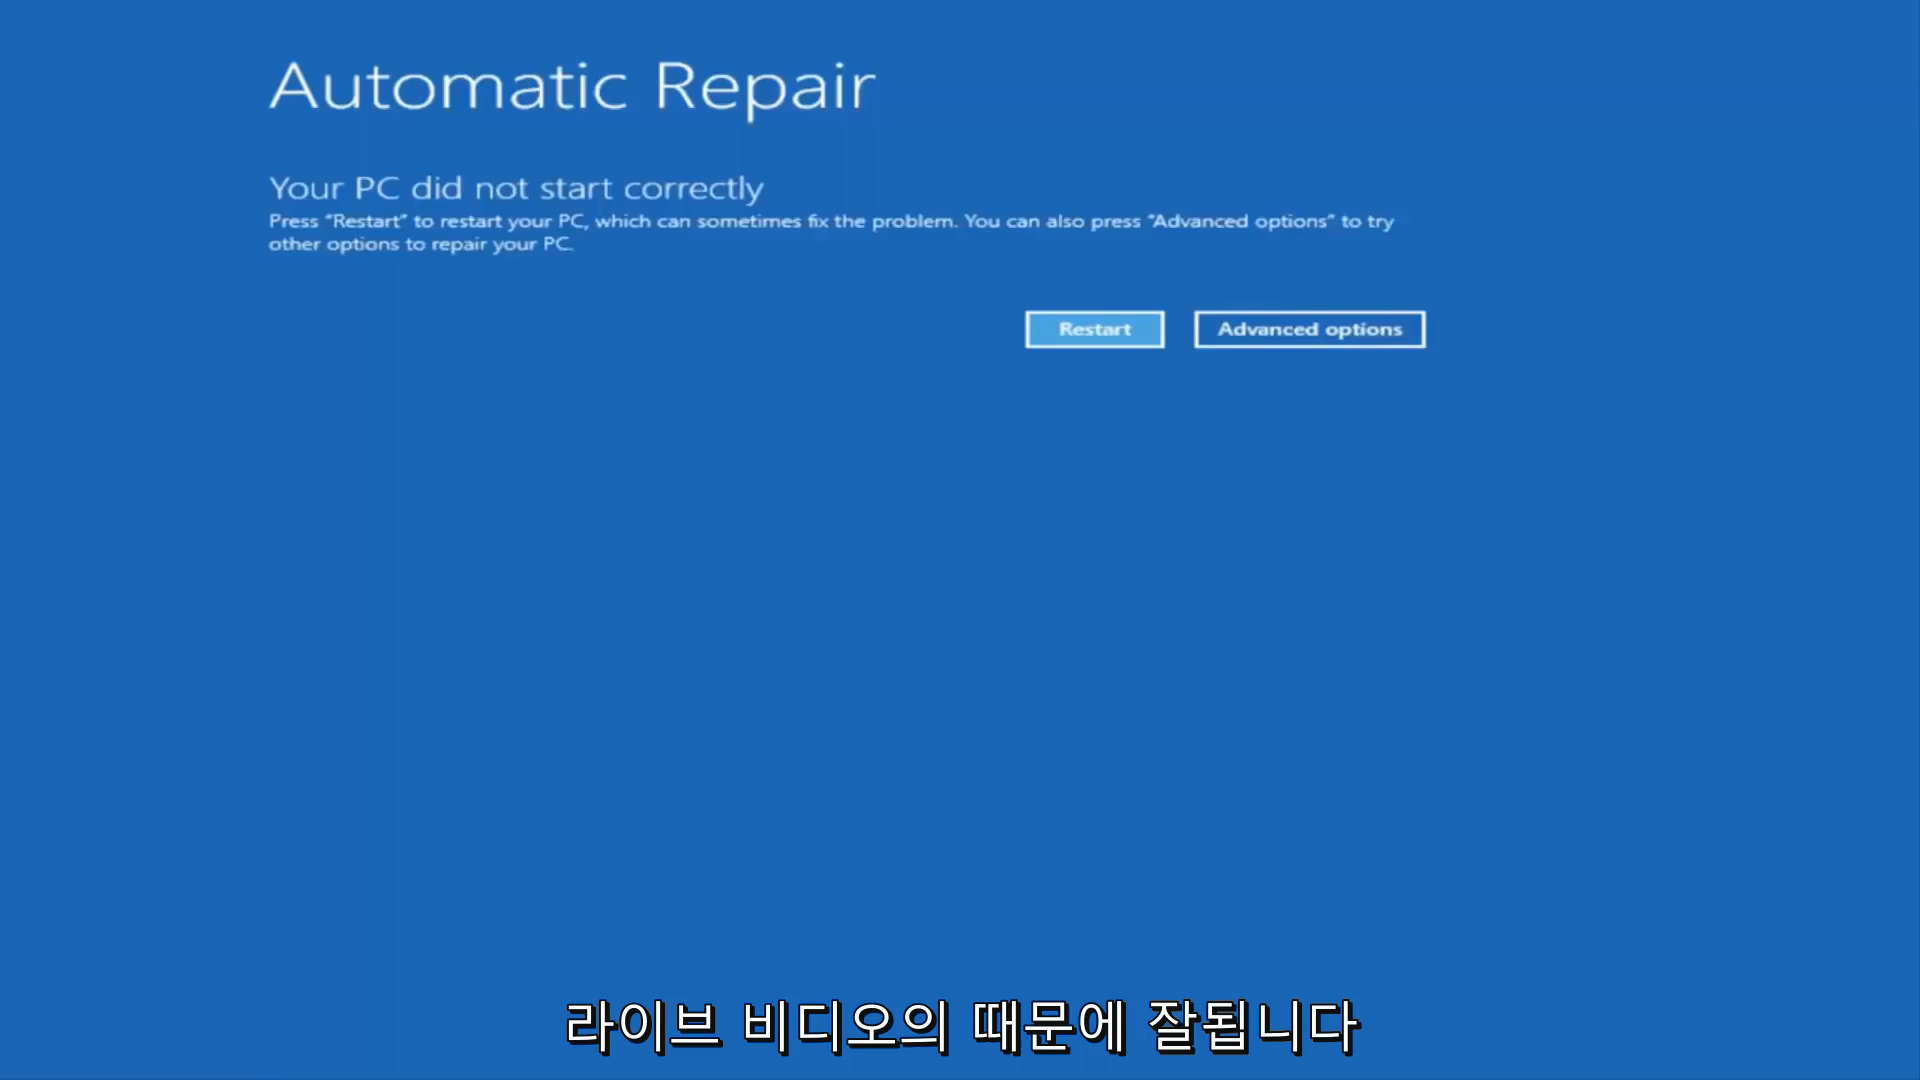 Automatic Repair
Your PC did not start correctly
Press “Restart” to restart your PC, which can sometimes fix the problem. You can also press “Advanced options” to try
other options to repair your PC.
Restart
Advanced options
라이브 비디오의 때문에 잘됩니다